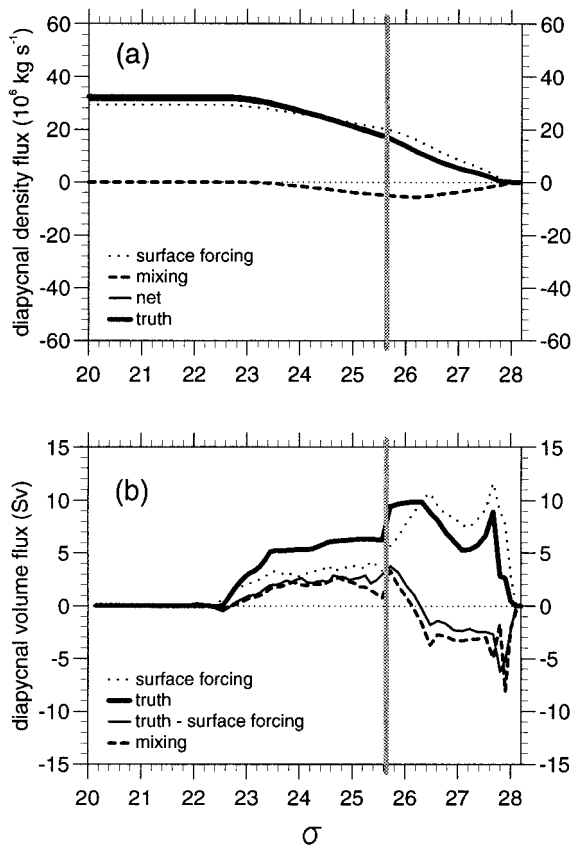 60
40
20
0
-20
-40
-60
diapycnal density flux (10⁶ kg s⁻¹)
(a)
surface forcing
mixing
net
truth
60
40
20
0
-20
-40
-60
20 21 22 23 24 25 26 27 28
15
10
5
0
-5
-10
-15
diapycnal volume flux (Sv)
(b)
surface forcing
truth
truth - surface forcing
mixing
15
10
5
0
-5
-10
-15
20 21 22 23 24 25 26 27 28
σ